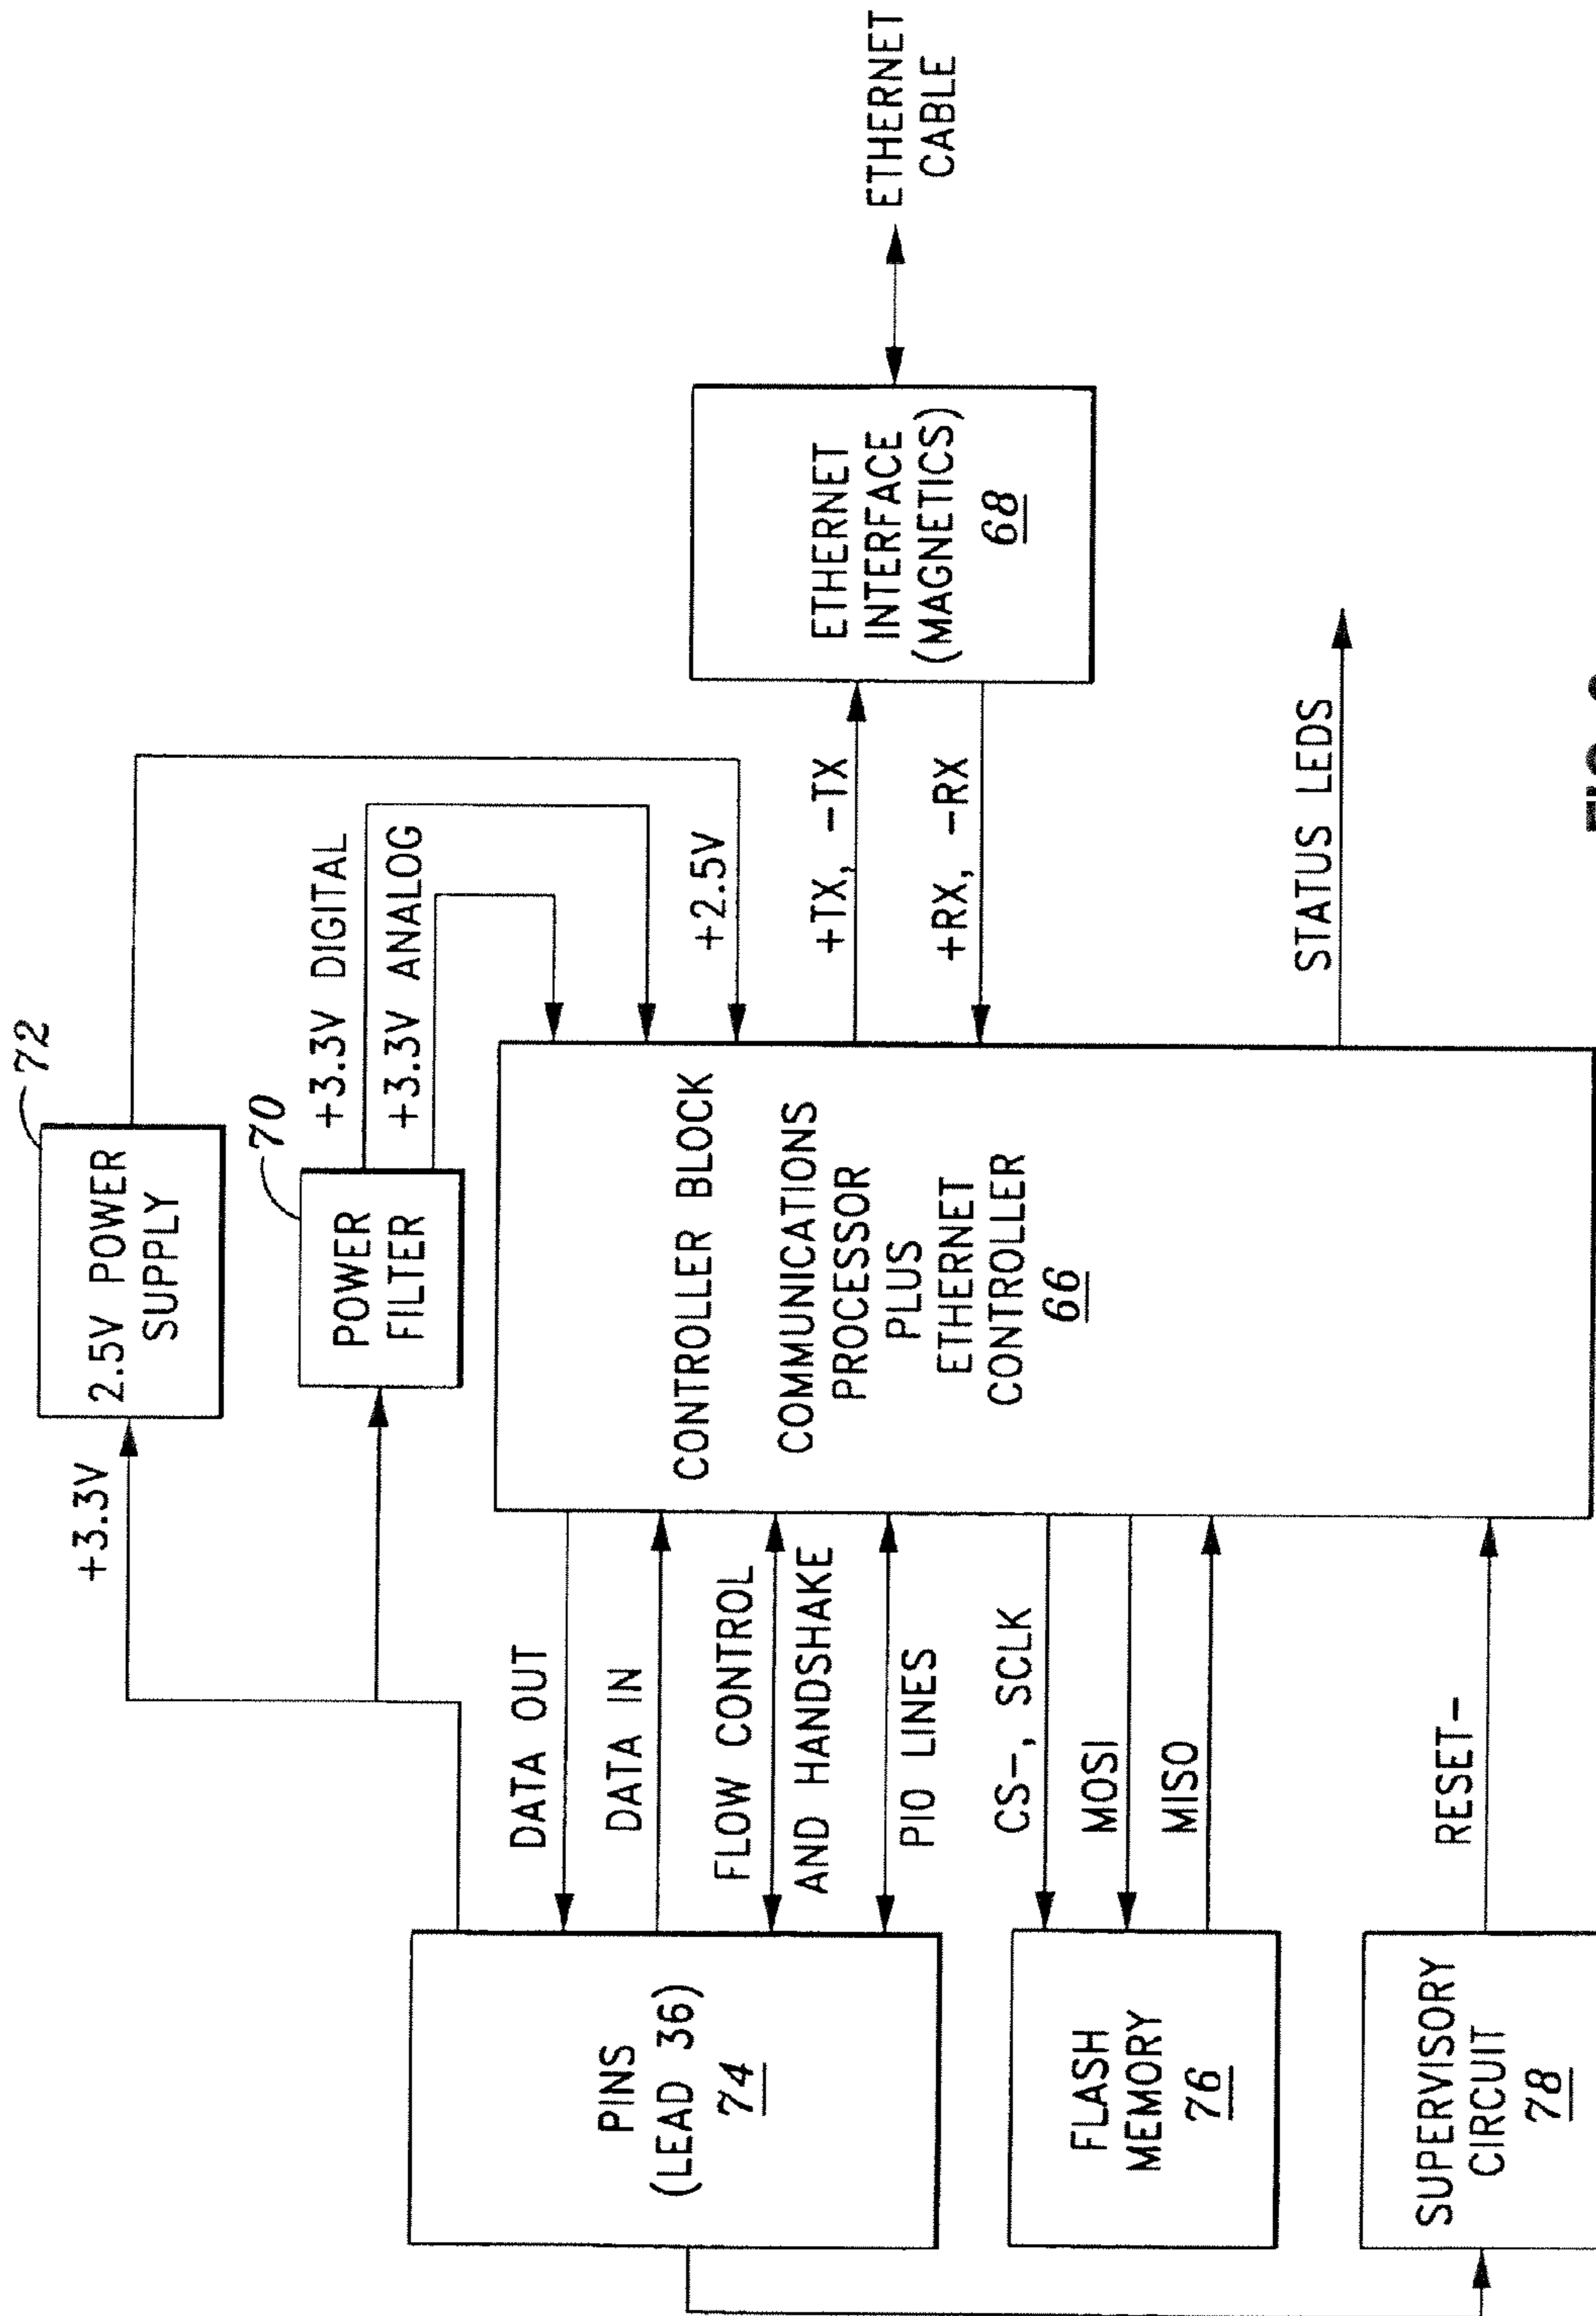 72
2.5V POWER
SUPPLY
+3.3V
70
POWER
FILTER
+3.3V DIGITAL
+3.3V ANALOG
+2.5V
PINS
(LEAD 36)
74
DATA OUT
DATA IN
FLOW CONTROL
AND HANDSHAKE
PIO LINES
CONTROLLER BLOCK
COMMUNICATIONS
PROCESSOR
PLUS
ETHERNET
CONTROLLER
66
+TX, -TX
+RX, -RX
ETHERNET
INTERFACE
(MAGNETICS)
68
ETHERNET
CABLE
FLASH
MEMORY
76
CS-, SCLK
MOSI
MISO
STATUS LEDS
SUPERVISORY
CIRCUIT
78
RESET-